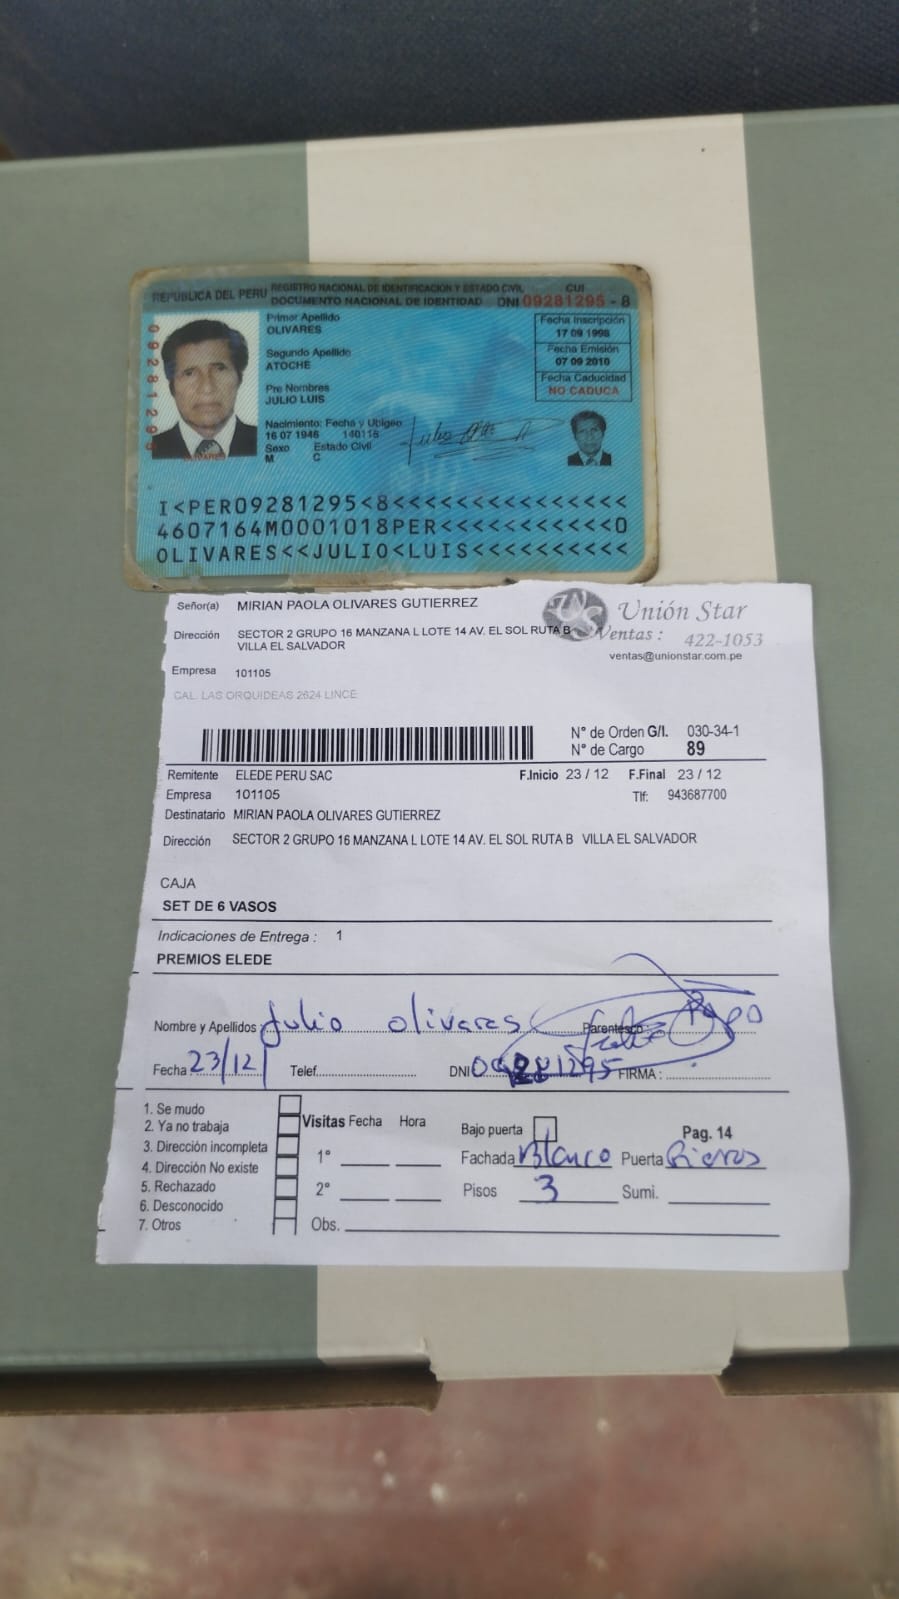 REPUBLICA DEL PERU REGISTRO NACIONAL DE IDENTIFICACION Y ESTADO CIVIL
DOCUMENTO NACIONAL DE IDENTIDAD
CUI
DNI 09281295 - 8
09281295
Primer Apellido
OLIVARES
Segundo Apellido
ATOCHE
Pre Nombres
JULIO LUIS
Nacimiento: Fecha y Ubigeo
16 07 1946 140116
Sexo Estado Civil
M C
Fecha Inscripción
17 09 1998
Fecha Emisión
07 09 2010
Fecha Caducidad
NO CADUCA
OLIVARES
I<PER09281295<8<<<<<<<<<<<<<<<
4607164M0001018PER<<<<<<<<<<<0
OLIVARES<<JULIO<LUIS<<<<<<<<<<
Señor(a) MIRIAN PAOLA OLIVARES GUTIERREZ
Dirección SECTOR 2 GRUPO 16 MANZANA L LOTE 14 AV. EL SOL RUTA B
VILLA EL SALVADOR
Empresa 101105
CAL. LAS ORQUIDEAS 2624 LINCE
US Unión Star
Ventas : 422-1053
ventas@unionstar.com.pe
N° de Orden G/I. 030-34-1
N° de Cargo 89
Remitente ELEDE PERU SAC F.Inicio 23 / 12 F.Final 23 / 12
Empresa 101105 Tlf: 943687700
Destinatario MIRIAN PAOLA OLIVARES GUTIERREZ
Dirección SECTOR 2 GRUPO 16 MANZANA L LOTE 14 AV. EL SOL RUTA B VILLA EL SALVADOR
CAJA
SET DE 6 VASOS
Indicaciones de Entrega : 1
PREMIOS ELEDE
Nombre y Apellidos : Julio olivares Parentesco: Papa
Fecha 23/12 Telef. DNI 09281295 FIRMA :
1. Se mudo
2. Ya no trabaja
3. Dirección incompleta
4. Dirección No existe
5. Rechazado
6. Desconocido
7. Otros
Visitas Fecha Hora
1°
2°
Obs.
Bajo puerta Pag. 14
Fachada Blanco Puerta
Pisos 3 Sumi.